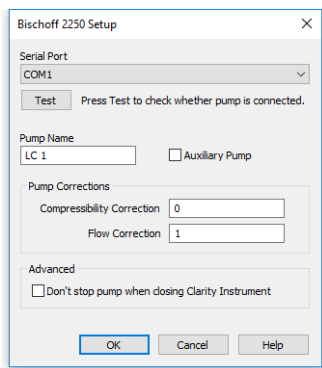 Bischoff 2250 Setup
Serial Port
COM1
Test Press Test to check whether pump is connected.
Pump Name
LC 1 Auxiliary Pump
Pump Corrections
Compressibility Correction 0
Flow Correction 1
Advanced
Don't stop pump when closing Clarity Instrument
OK Cancel Help